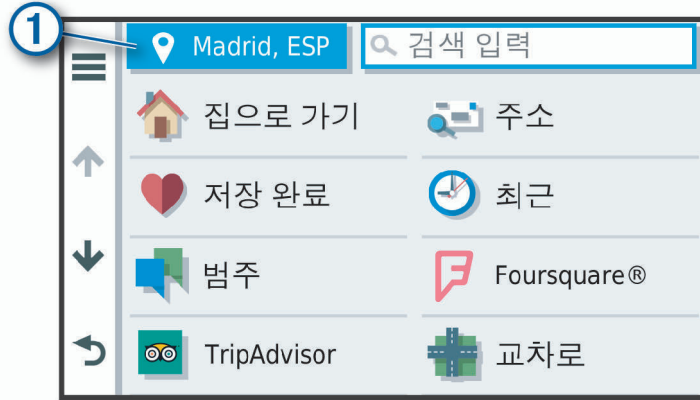 1
Madrid, ESP
검색 입력
집으로 가기
주소
저장 완료
최근
범주
Foursquare®
TripAdvisor
교차로